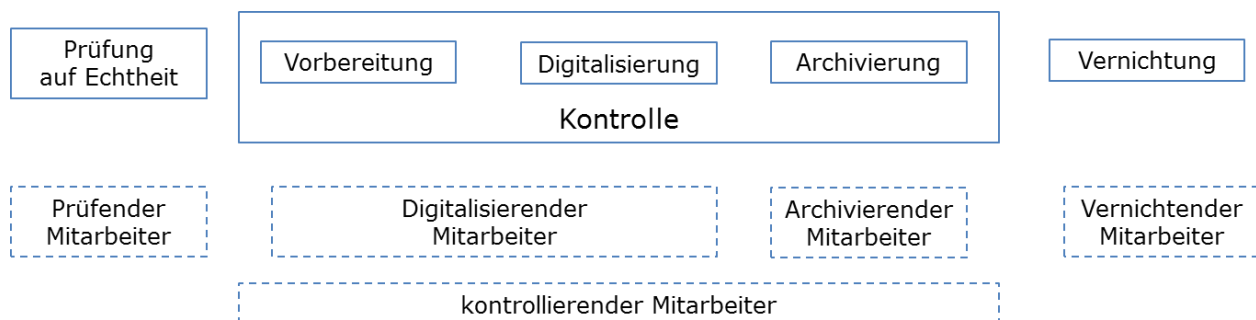 Prüfung
auf Echtheit
Vorbereitung
Digitalisierung
Archivierung
Kontrolle
Vernichtung
Prüfender
Mitarbeiter
Digitalisierender
Mitarbeiter
Archivierender
Mitarbeiter
Vernichtender
Mitarbeiter
kontrollierender Mitarbeiter